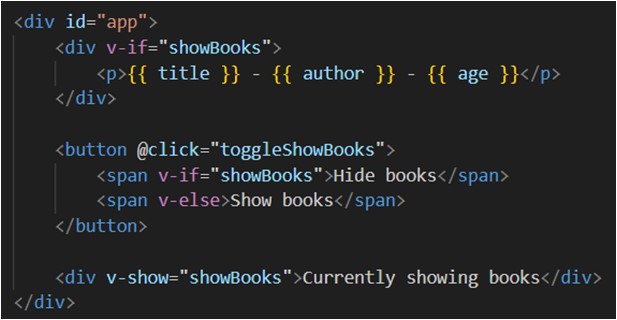 <div id="app">
    <div v-if="showBooks">
        <p>{{ title }} - {{ author }} - {{ age }}</p>
    </div>

    <button @click="toggleShowBooks">
        <span v-if="showBooks">Hide books</span>
        <span v-else>Show books</span>
    </button>

    <div v-show="showBooks">Currently showing books</div>
</div>